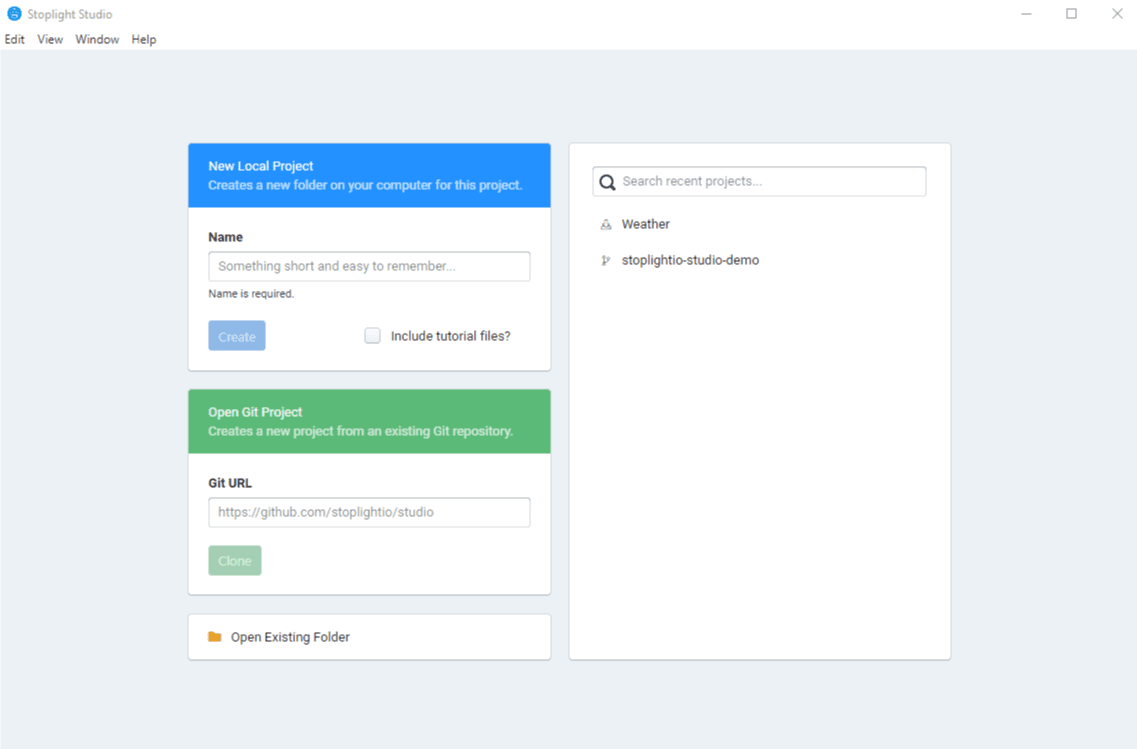 Stoplight Studio
Edit View Window Help
New Local Project
Creates a new folder on your computer for this project.
Name
Something short and easy to remember...
Name is required.
Create
Include tutorial files?
Open Git Project
Creates a new project from an existing Git repository.
Git URL
https://github.com/stoplightio/studio
Clone
Open Existing Folder
Search recent projects...
Weather
stoplightio-studio-demo